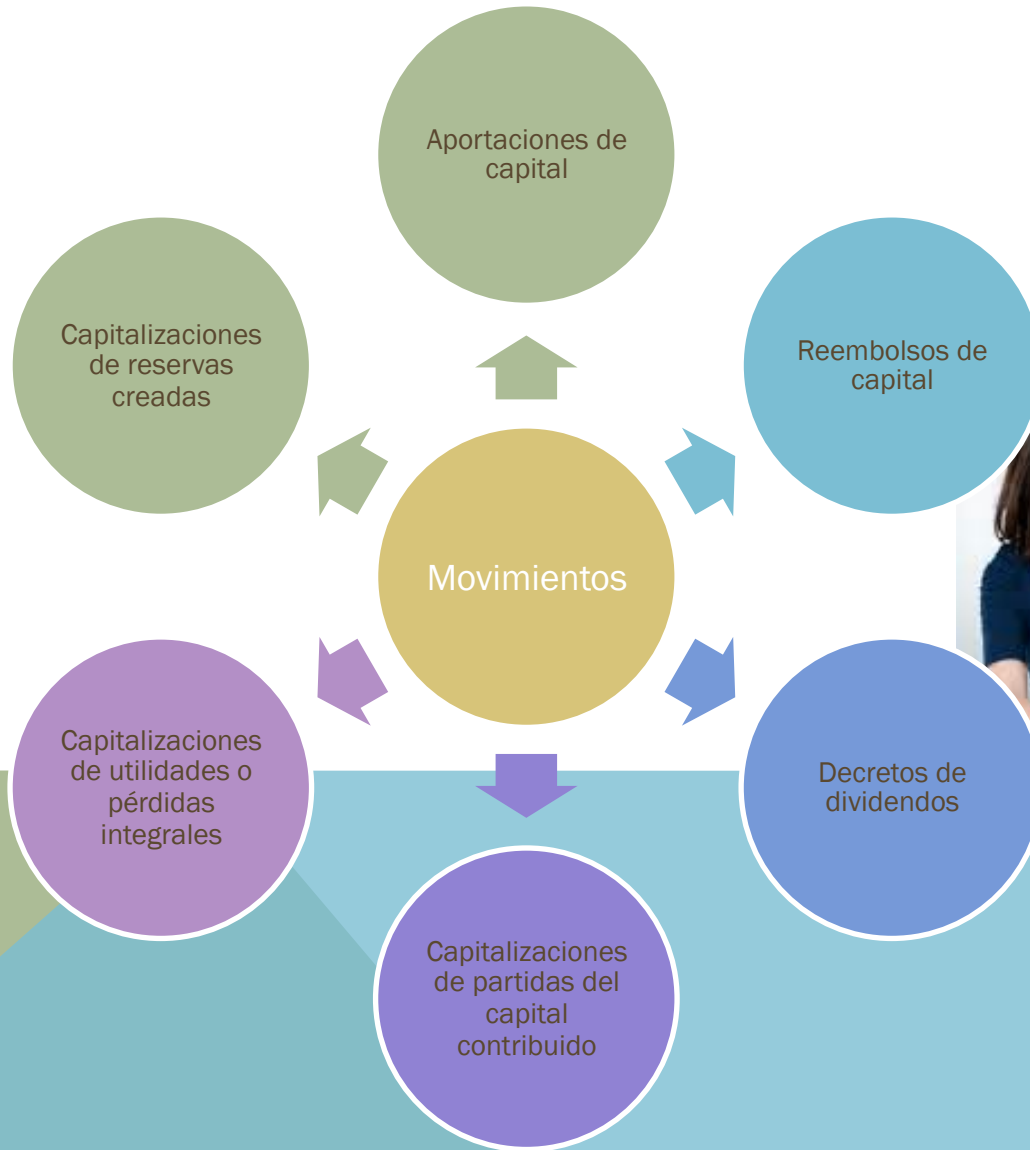 Aportaciones de
capital
Reembolsos de
capital
Decretos de
dividendos
Capitalizaciones
de partidas del
capital
contribuido
Capitalizaciones
de utilidades o
pérdidas
integrales
Capitalizaciones
de reservas
creadas
Movimientos